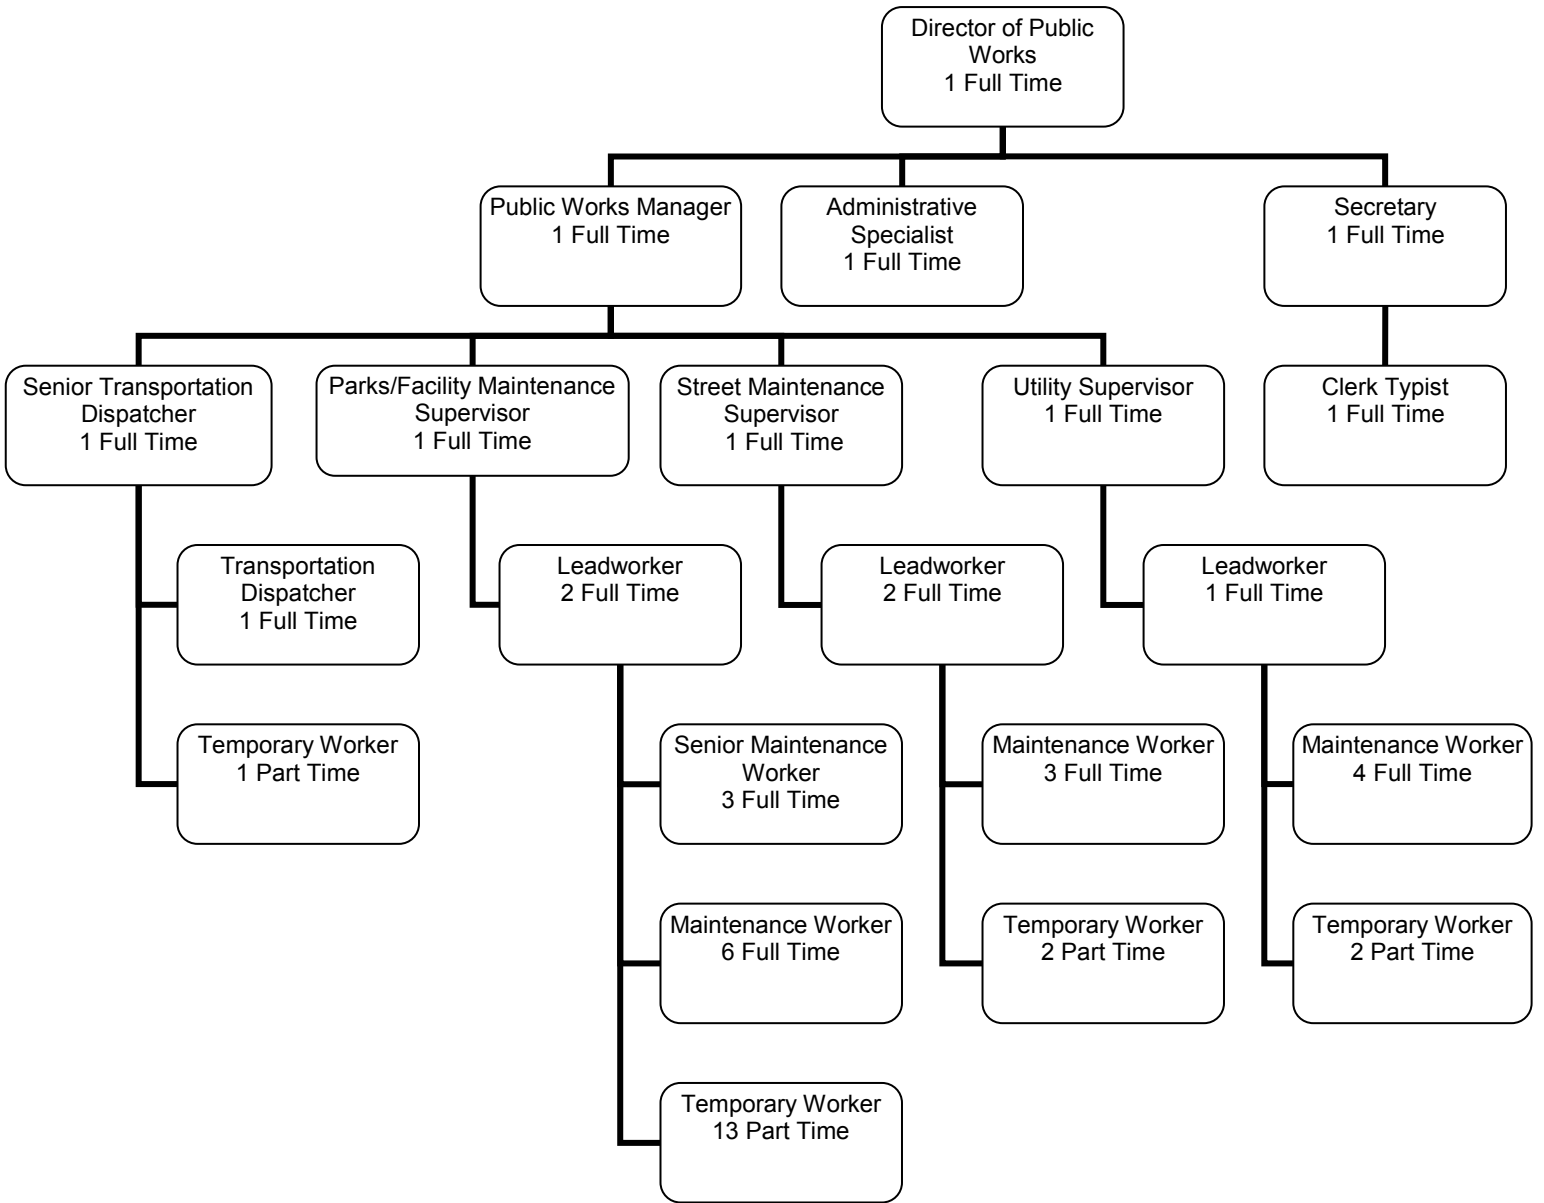 Director of Public
Works
1 Full Time
Public Works Manager
1 Full Time
Administrative
Specialist
1 Full Time
Secretary
1 Full Time
Senior Transportation
Dispatcher
1 Full Time
Parks/Facility Maintenance
Supervisor
1 Full Time
Street Maintenance
Supervisor
1 Full Time
Utility Supervisor
1 Full Time
Clerk Typist
1 Full Time
Transportation
Dispatcher
1 Full Time
Leadworker
2 Full Time
Leadworker
2 Full Time
Leadworker
1 Full Time
Temporary Worker
1 Part Time
Senior Maintenance
Worker
3 Full Time
Maintenance Worker
3 Full Time
Maintenance Worker
4 Full Time
Maintenance Worker
6 Full Time
Temporary Worker
2 Part Time
Temporary Worker
2 Part Time
Temporary Worker
13 Part Time